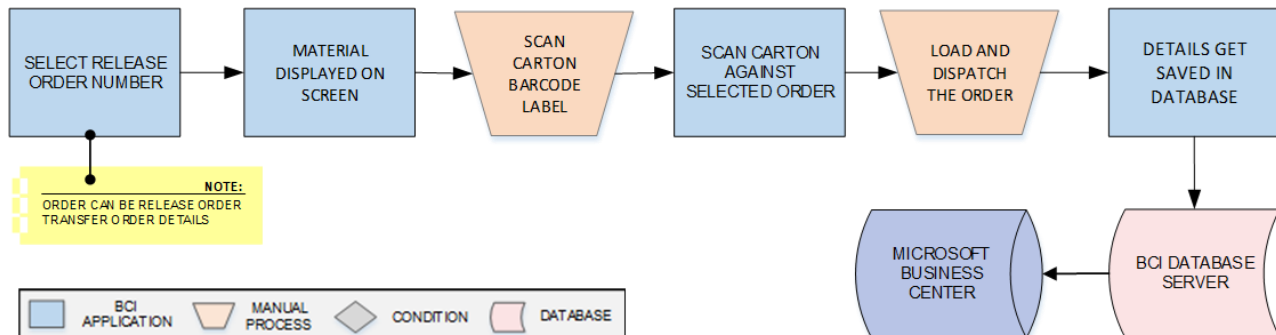 SELECT RELEASE
ORDER NUMBER
MATERIAL
DISPLAYED ON
SCREEN
SCAN
CARTON
BARCODE
LABEL
SCAN CARTON
AGAINST
SELECTED ORDER
LOAD AND
DISPATCH
THE ORDER
DETAILS GET
SAVED IN
DATABASE
NOTE:
ORDER CAN BE RELEASE ORDER
TRANSFER ORDER DETAILS
MICROSOFT
BUSINESS
CENTER
BCI DATABASE
SERVER
BCI
APPLICATION
MANUAL
PROCESS
CONDITION
DATABASE